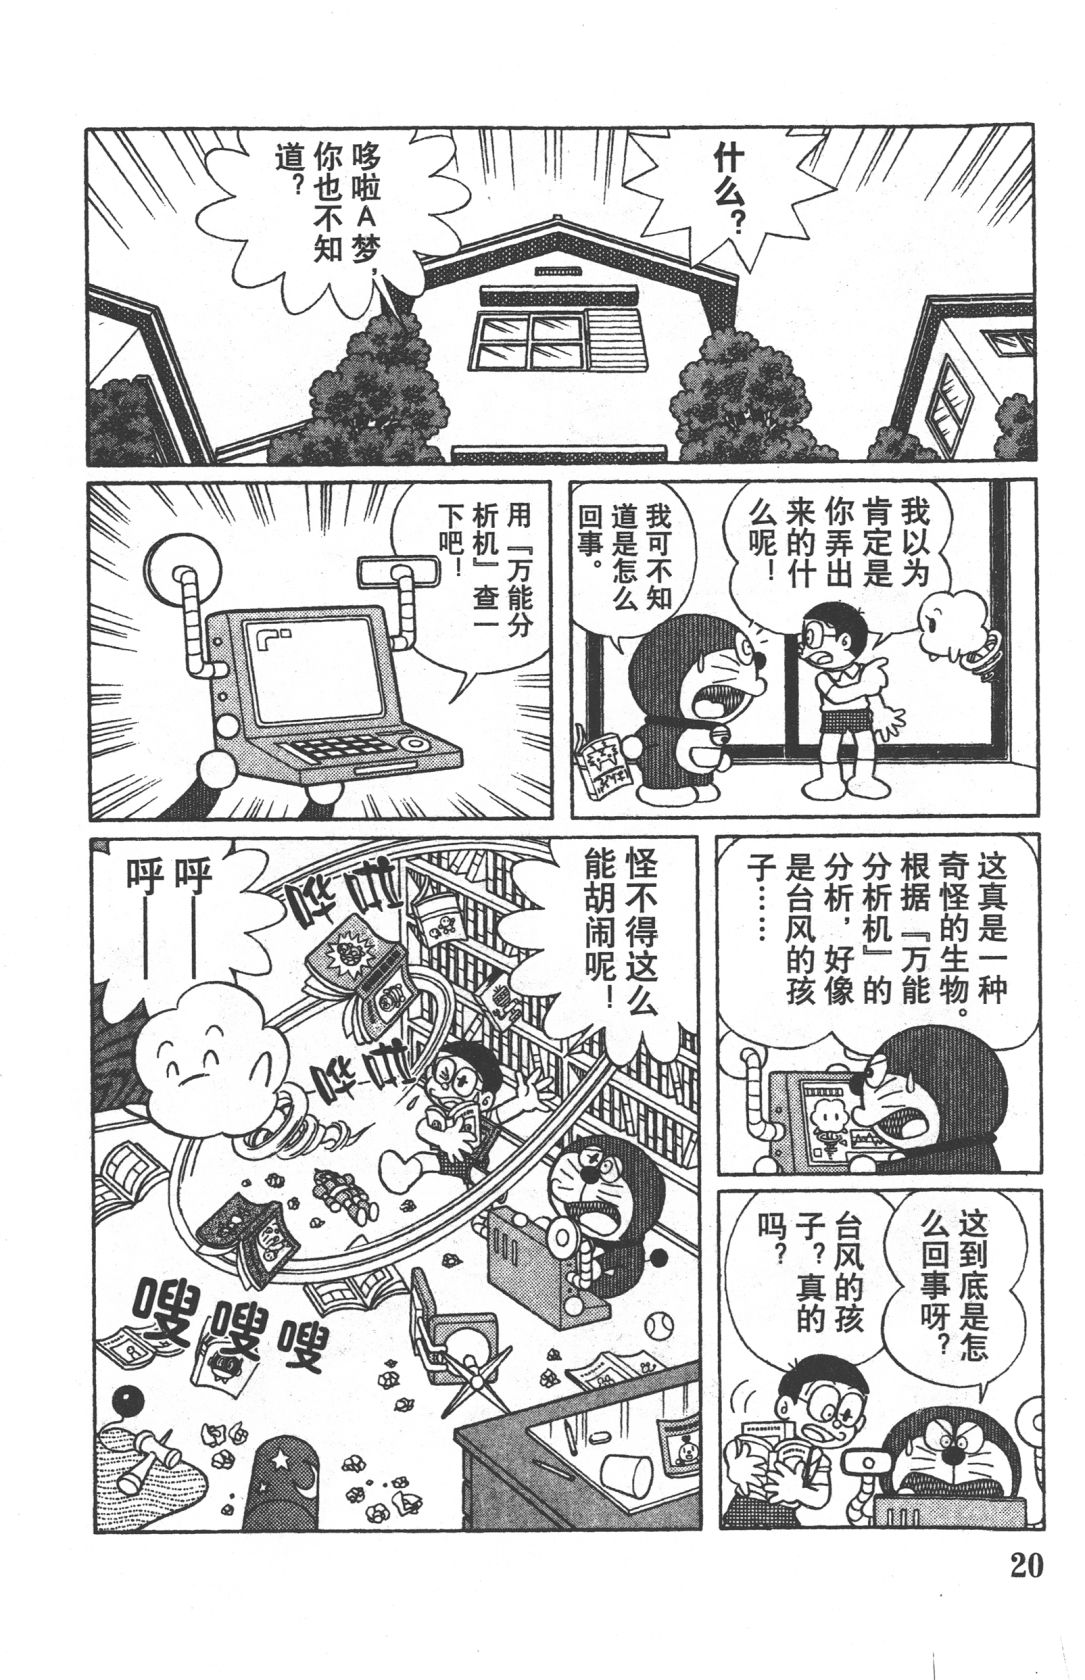 什么？
哆啦A梦，
你也不知
道？
我以为
肯定是
你弄出
来的什
么呢！
我可不知
道是怎么
回事。
用『万能分
析机』查一
下吧！
这真是一种
奇怪的生物。
根据『万能
分析机』的
分析，好像
是台风的孩
子……
这到底是怎
么回事呀？
台风的孩
子？真的
吗？
怪不得这么
能胡闹呢！
哗啦
哗啦
呼——
呼——
嗖嗖嗖
20